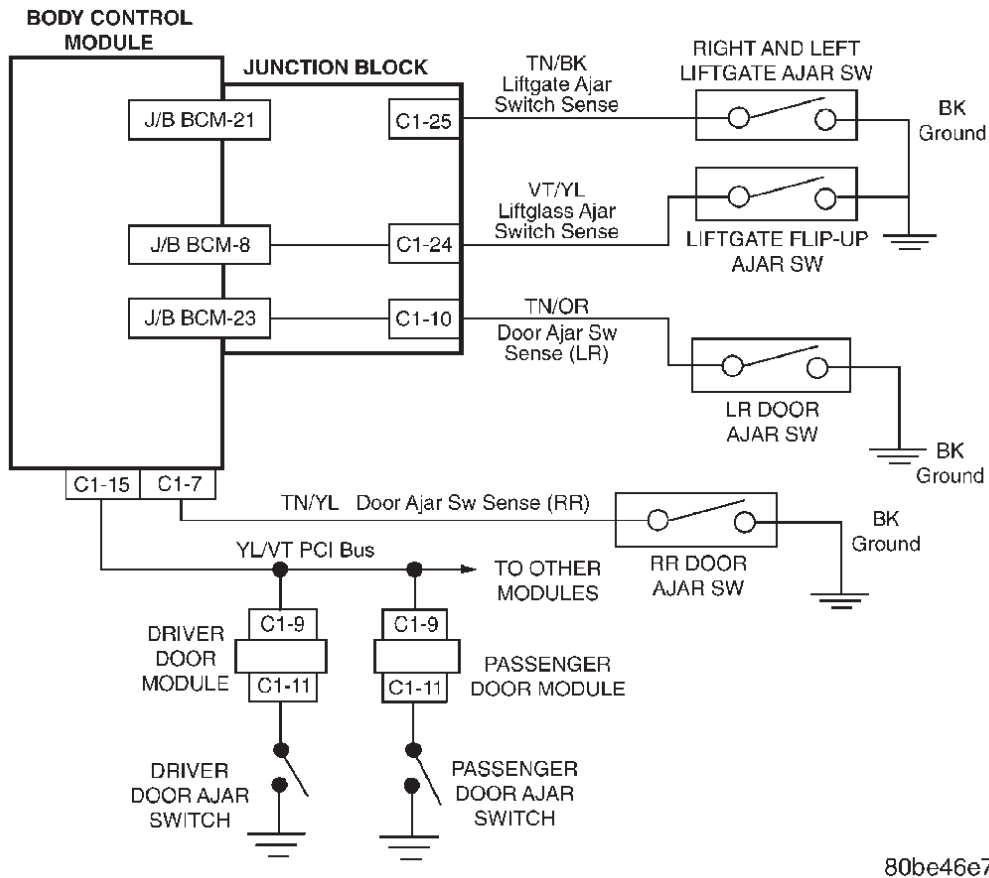 BODY CONTROL
MODULE
JUNCTION BLOCK
J/B BCM-21
C1-25
TN/BK
Liftgate Ajar
Switch Sense
RIGHT AND LEFT
LIFTGATE AJAR SW
BK
Ground
J/B BCM-8
C1-24
VT/YL
Liftglass Ajar
Switch Sense
LIFTGATE FLIP-UP
AJAR SW
J/B BCM-23
C1-10
TN/OR
Door Ajar Sw
Sense (LR)
LR DOOR
AJAR SW
BK
Ground
C1-15
C1-7
TN/YL Door Ajar Sw Sense (RR)
RR DOOR
AJAR SW
BK
Ground
YL/VT PCI Bus
TO OTHER
MODULES
C1-9
DRIVER
DOOR
MODULE
C1-11
C1-9
PASSENGER
DOOR MODULE
C1-11
DRIVER
DOOR AJAR
SWITCH
PASSENGER
DOOR AJAR
SWITCH
80be46e7